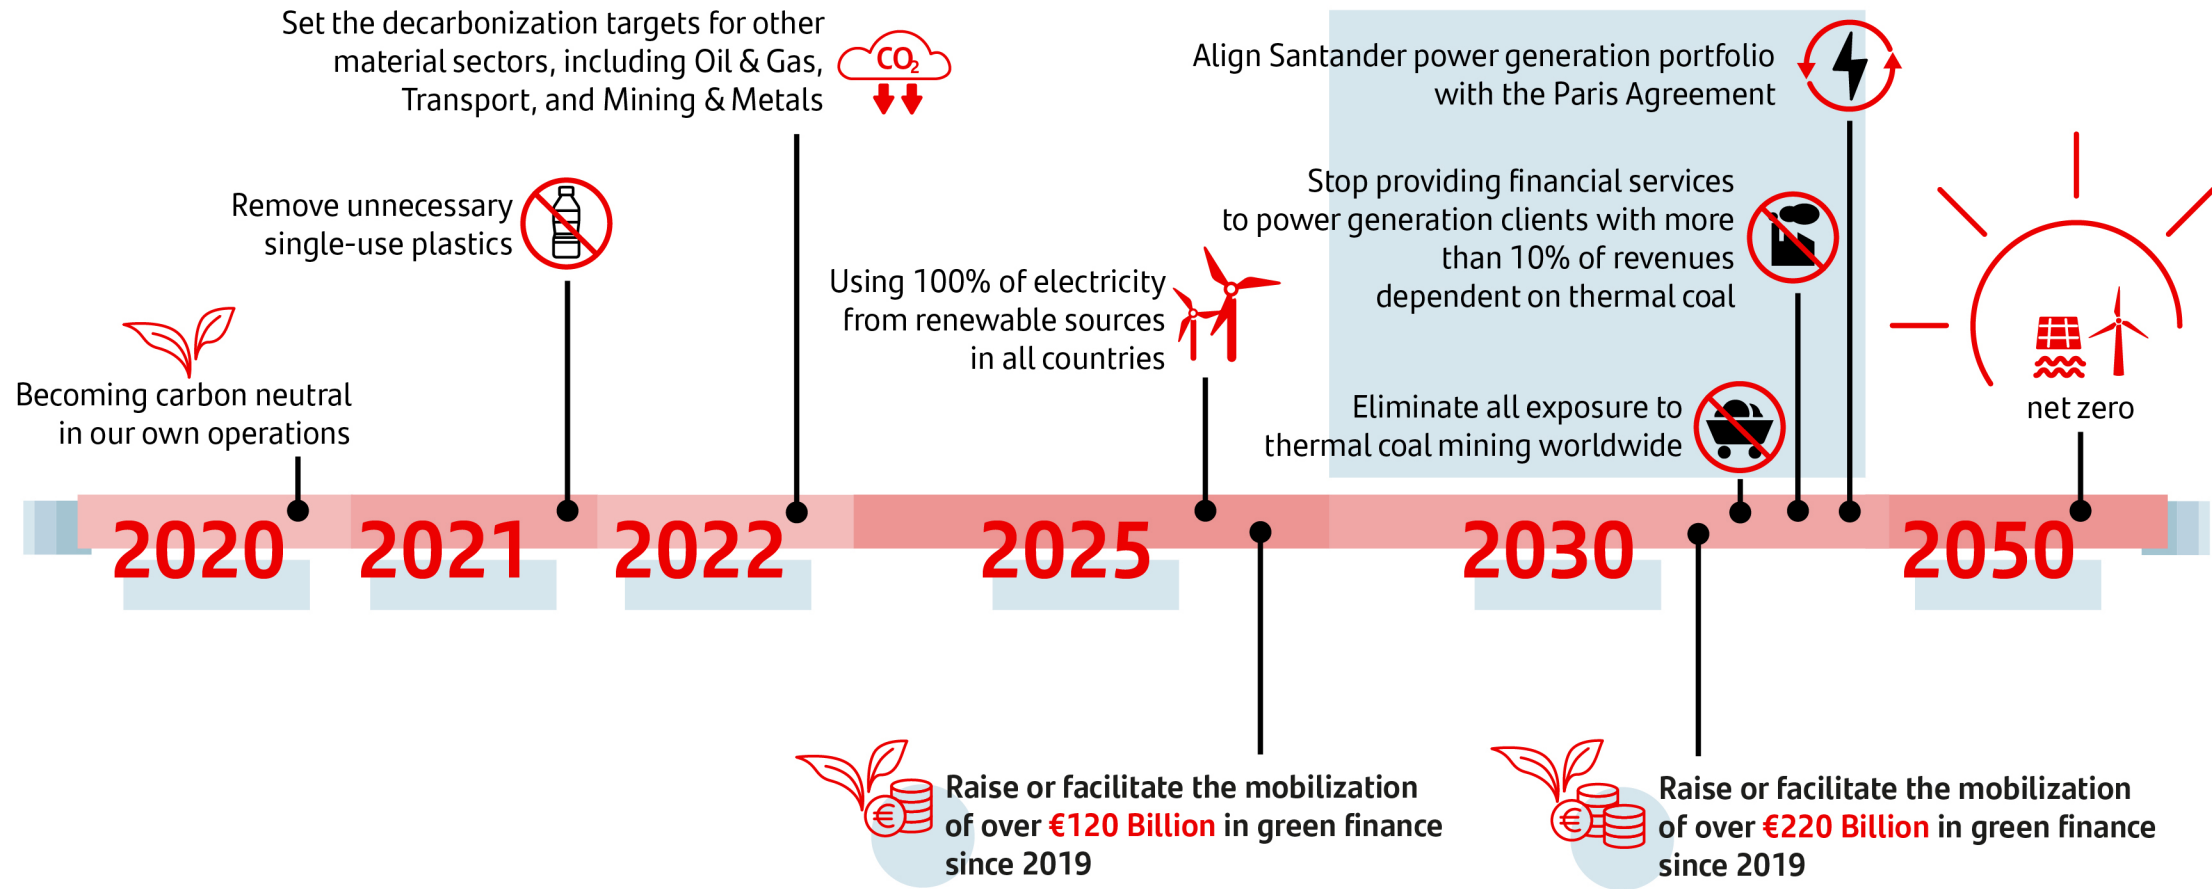 Set the decarbonization targets for other
material sectors, including Oil & Gas,
Transport, and Mining & Metals
CO2
Remove unnecessary
single-use plastics
Becoming carbon neutral
in our own operations
Using 100% of electricity
from renewable sources
in all countries
Align Santander power generation portfolio
with the Paris Agreement
Stop providing financial services
to power generation clients with more
than 10% of revenues
dependent on thermal coal
Eliminate all exposure to
thermal coal mining worldwide
net zero
2020
2021
2022
2025
2030
2050
€
Raise or facilitate the mobilization
of over €120 Billion in green finance
since 2019
€
Raise or facilitate the mobilization
of over €220 Billion in green finance
since 2019